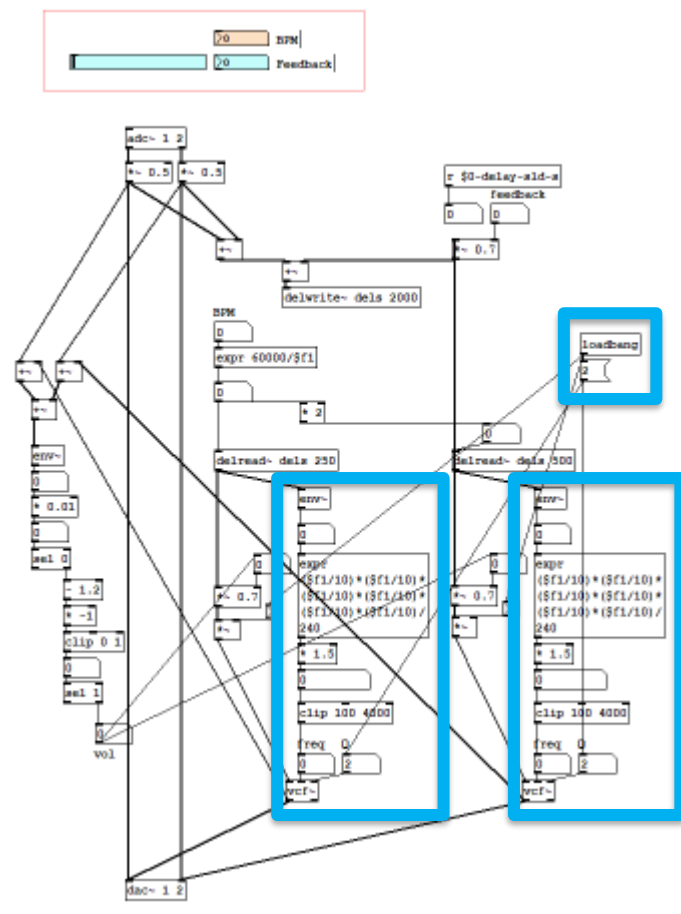 0 BPM
0 Feedback
adc~ 1 2
*~ 0.5 *~ 0.5
r $0-delay-sld-s
feedback
0 0
+~ *~ 0.7
+~
delwrite~ dels 2000
BPM
0
loadbang
expr 60000/$f1
2
+~ +~
0
+~
* 2
0
env~
delread~ dels 250 delread~ dels 500
0
env~ env~
* 0.01
0 0
0
sel 0
0 expr 0 expr
($f1/10)*($f1/10)* ($f1/10)*($f1/10)*
- 1.2 *~ 0.7 ($f1/10)*($f1/10)* *~ 0.7 ($f1/10)*($f1/10)*
* -1 ($f1/10)*($f1/10)/ ($f1/10)*($f1/10)/
*~ 240 *~ 240
clip 0 1
0 * 1.5 * 1.5
sel 1 0 0
clip 100 4000 clip 100 4000
0
vol freq Q freq Q
0 2 0 2
vcf~ vcf~
dac~ 1 2